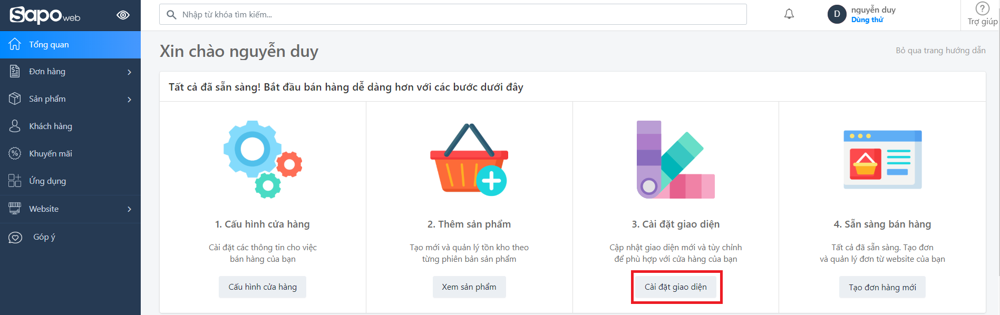 Sapo web
Nhập từ khóa tìm kiếm...
D
nguyễn duy
Dùng thử
?
Trợ giúp
Tổng quan
Đơn hàng
Sản phẩm
Khách hàng
Khuyến mãi
Ứng dụng
Website
Góp ý
Xin chào nguyễn duy
Bỏ qua trang hướng dẫn
Tất cả đã sẵn sàng! Bắt đầu bán hàng dễ dàng hơn với các bước dưới đây
1. Cấu hình cửa hàng
Cài đặt các thông tin cho việc
bán hàng của bạn
Cấu hình cửa hàng
2. Thêm sản phẩm
Tạo mới và quản lý tồn kho theo
từng phiên bản sản phẩm
Xem sản phẩm
3. Cài đặt giao diện
Cập nhật giao diện mới và tùy chỉnh
để phù hợp với cửa hàng của bạn
Cài đặt giao diện
4. Sẵn sàng bán hàng
Tất cả đã sẵn sàng. Tạo đơn
và quản lý đơn từ website của bạn
Tạo đơn hàng mới